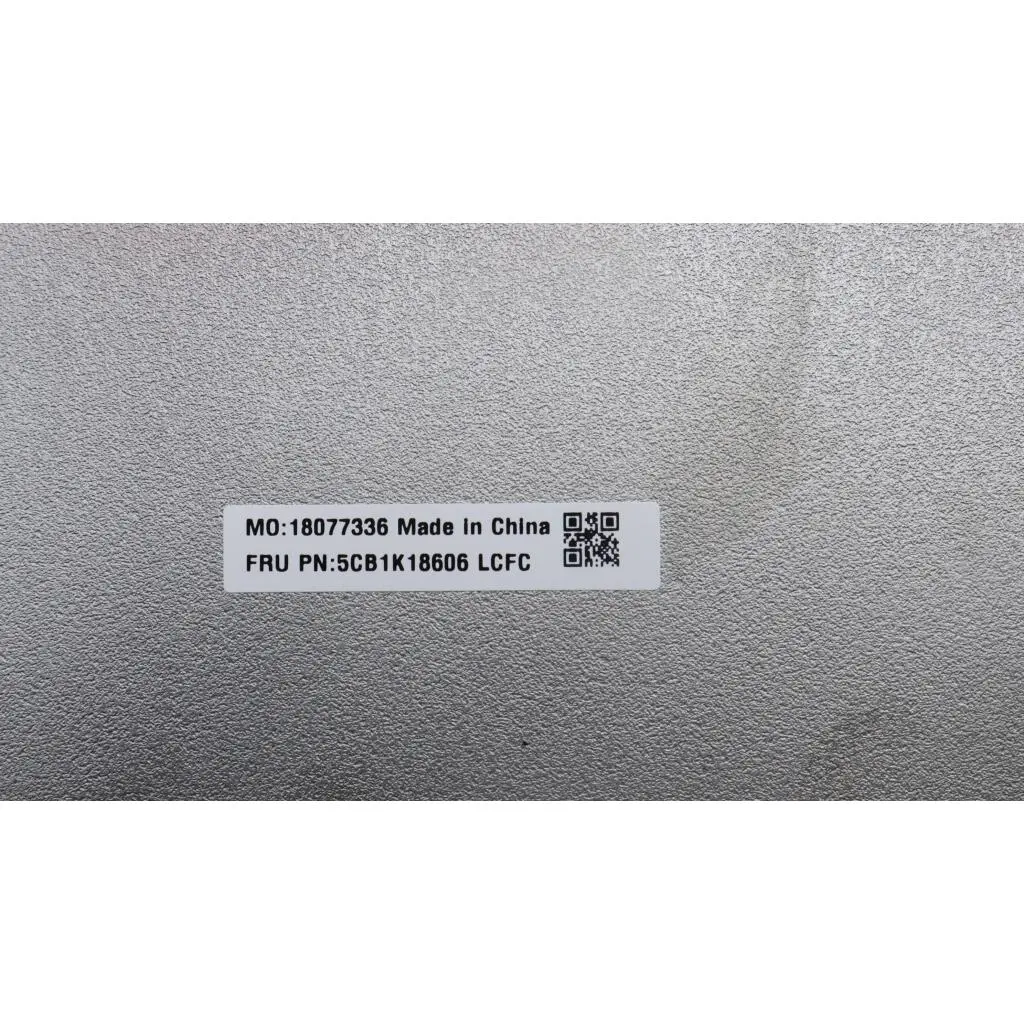 MO:18077336 Made in China
FRU PN:5CB1K18606 LCFC